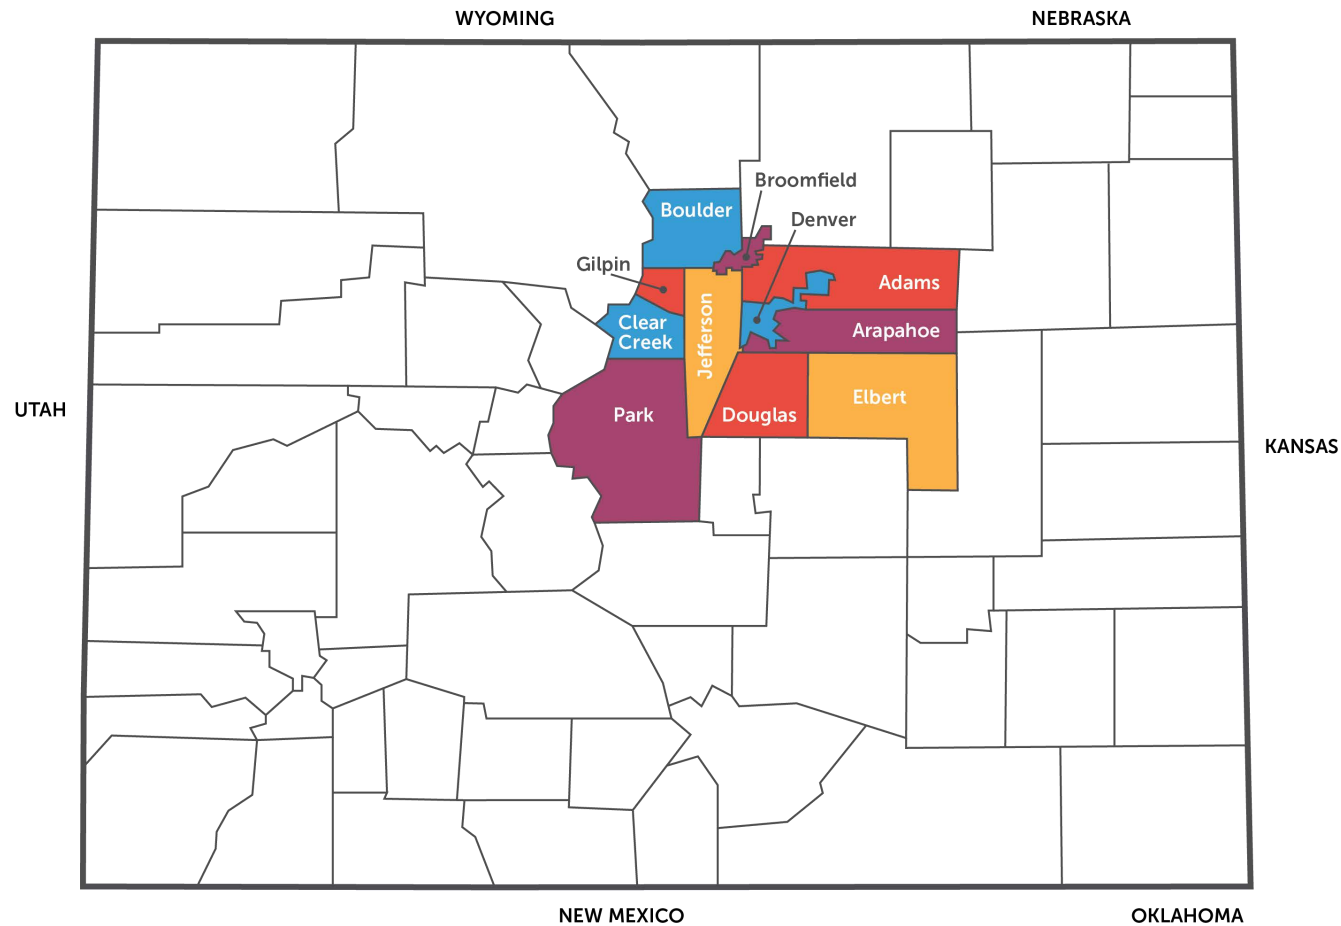 WYOMING
NEBRASKA
Broomfield
Boulder
Denver
Gilpin
Adams
Clear
Creek
Jefferson
Arapahoe
UTAH
Park
Douglas
Elbert
KANSAS
NEW MEXICO
OKLAHOMA